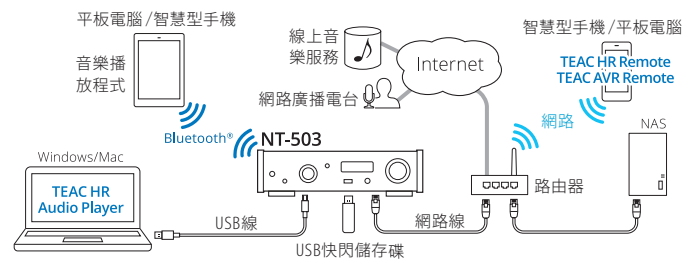 平板電腦/智慧型手機
音樂播
放程式
Bluetooth®
線上音
樂服務
網路廣播電台
Internet
智慧型手機/平板電腦
TEAC HR Remote
TEAC AVR Remote
網路
NAS
NT-503
Windows/Mac
TEAC HR
Audio Player
USB線
USB快閃儲存碟
網路線
路由器